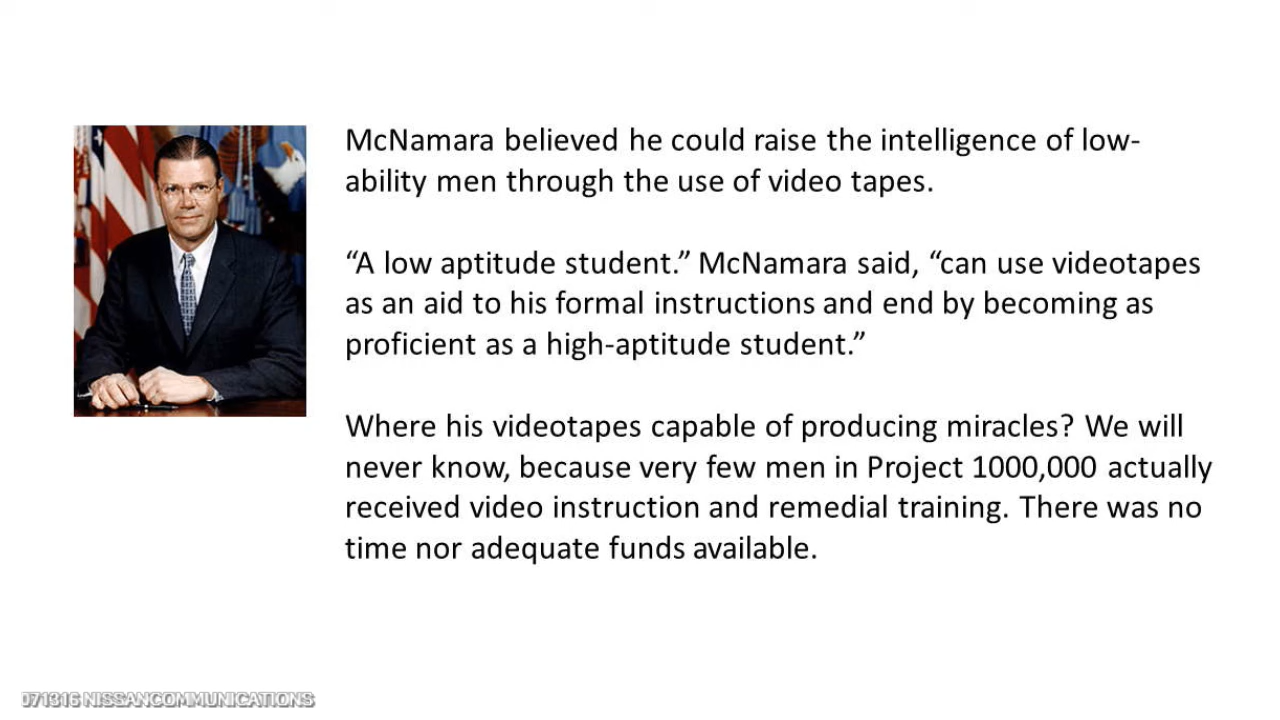 McNamara believed he could raise the intelligence of low-
ability men through the use of video tapes.
“A low aptitude student.” McNamara said, “can use videotapes
as an aid to his formal instructions and end by becoming as
proficient as a high-aptitude student.”
Where his videotapes capable of producing miracles? We will
never know, because very few men in Project 1000,000 actually
received video instruction and remedial training. There was no
time nor adequate funds available.
071316 NISSANCOMMUNICATIONS